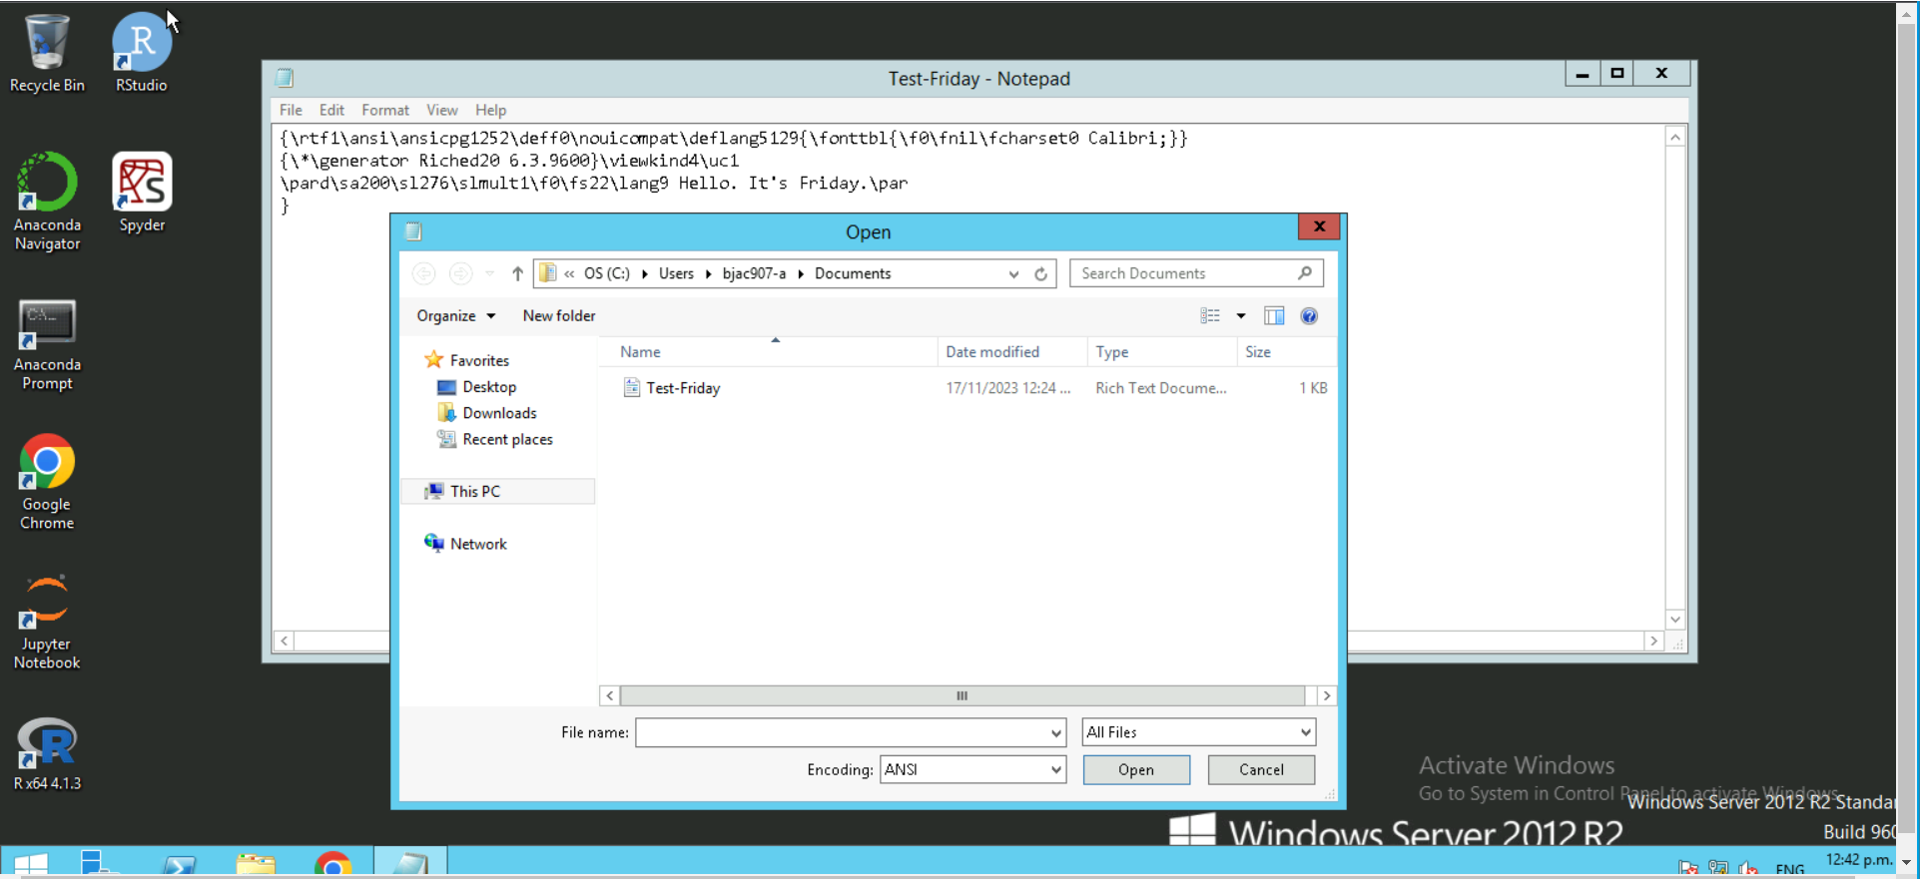 Recycle Bin
RStudio
Anaconda
Navigator
Spyder
Anaconda
Prompt
C:\...
Google
Chrome
Jupyter
Notebook
R x64 4.1.3
Test-Friday - Notepad
File Edit Format View Help
{\rtf1\ansi\ansicpg1252\deff0\nouicompat\deflang5129{\fonttbl{\f0\fnil\fcharset0 Calibri;}}
{\*\generator Riched20 6.3.9600}\viewkind4\uc1
\pard\sa200\sl276\slmult1\f0\fs22\lang9 Hello. It's Friday.\par
}
Open
« OS (C:) Users bjac907-a Documents
Search Documents
Organize New folder
Favorites
Desktop
Downloads
Recent places
This PC
Network
Name Date modified Type Size
Test-Friday 17/11/2023 12:24 ... Rich Text Docume... 1 KB
File name: All Files
Encoding: ANSI Open Cancel
Activate Windows
Go to System in Control Panel to activate Windows.
Windows Server 2012 R2 Standar
Build 960
Windows Server 2012 R2
ENG
12:42 p.m.